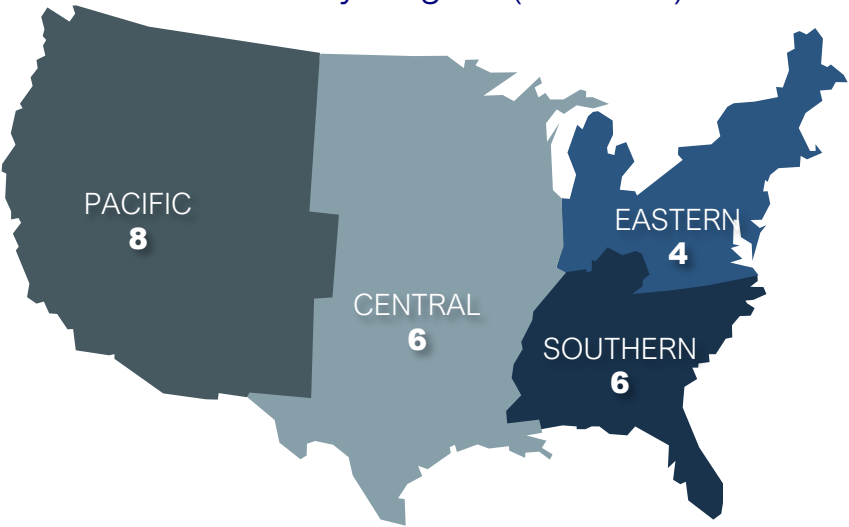 PACIFIC
8
CENTRAL
6
EASTERN
4
SOUTHERN
6